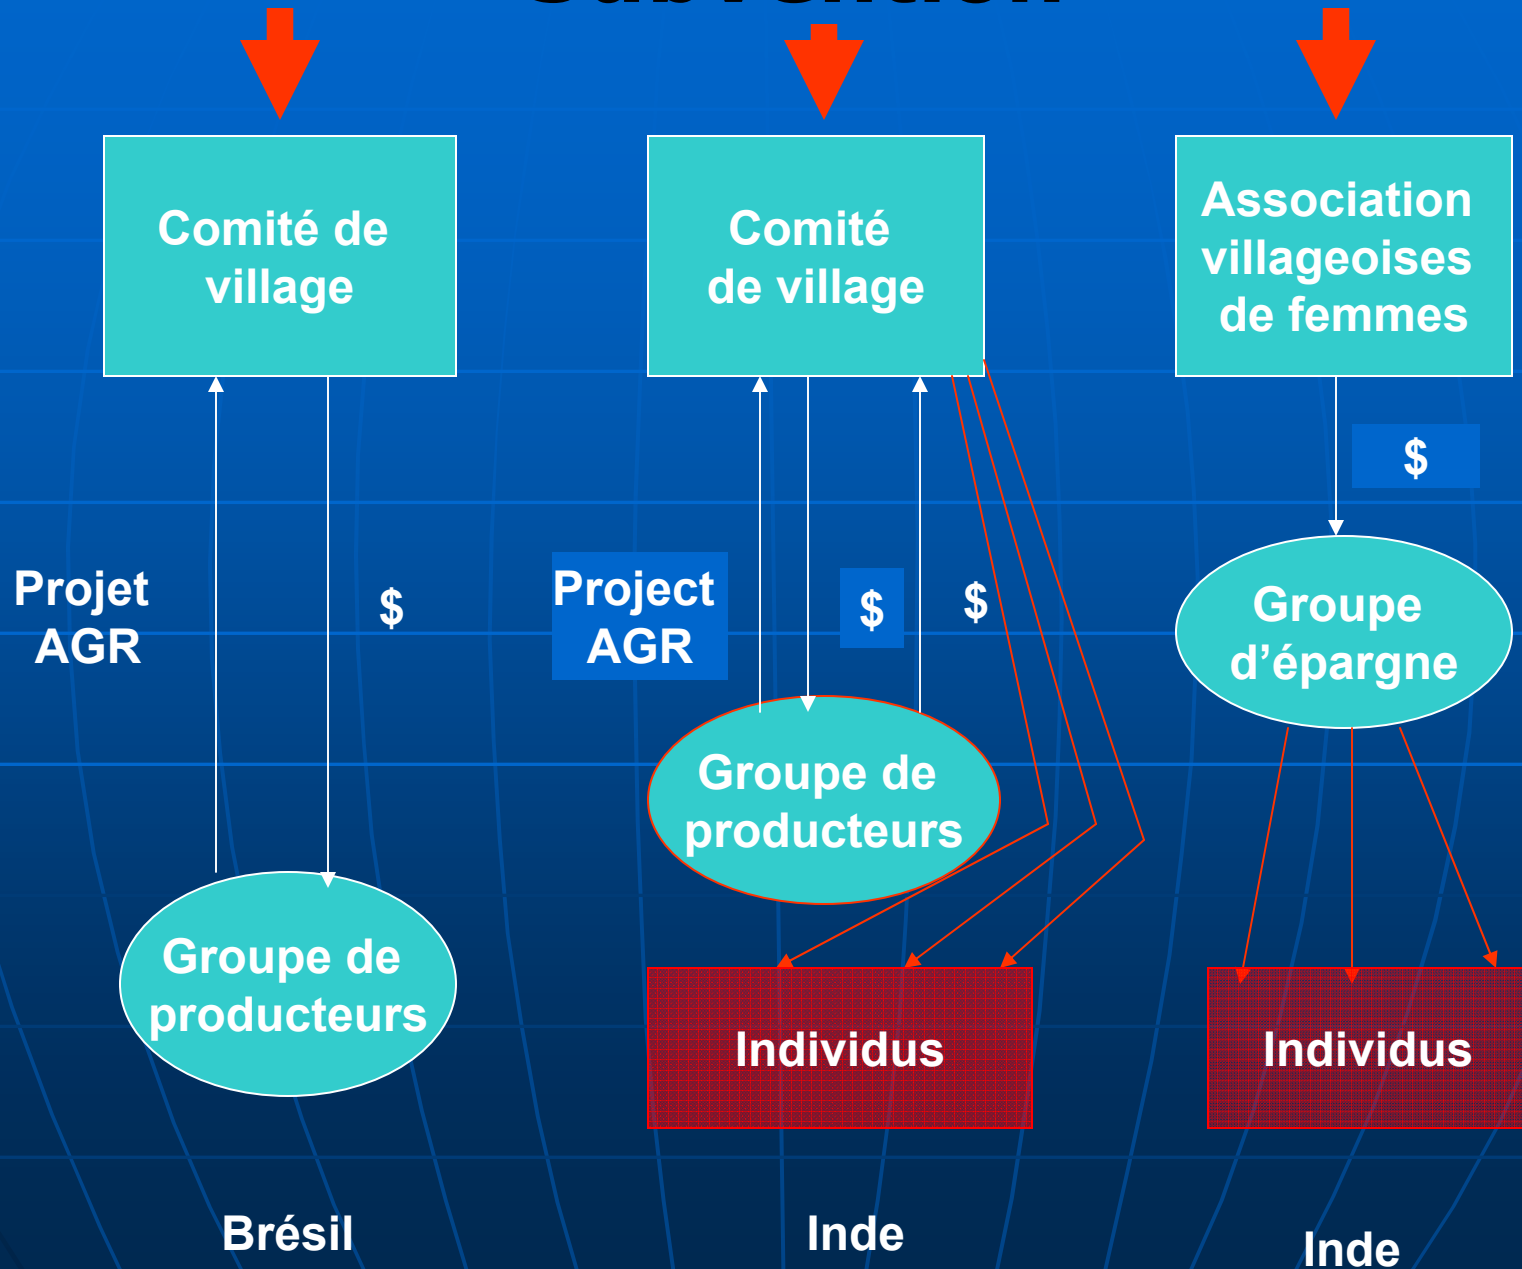 Comité de
village
Comité
de village
Association
villageoises
de femmes
Projet
AGR
$
Project
AGR
$
$
$
Groupe
d’épargne
Groupe de
producteurs
Groupe de
producteurs
Individus
Individus
Brésil
Inde
Inde